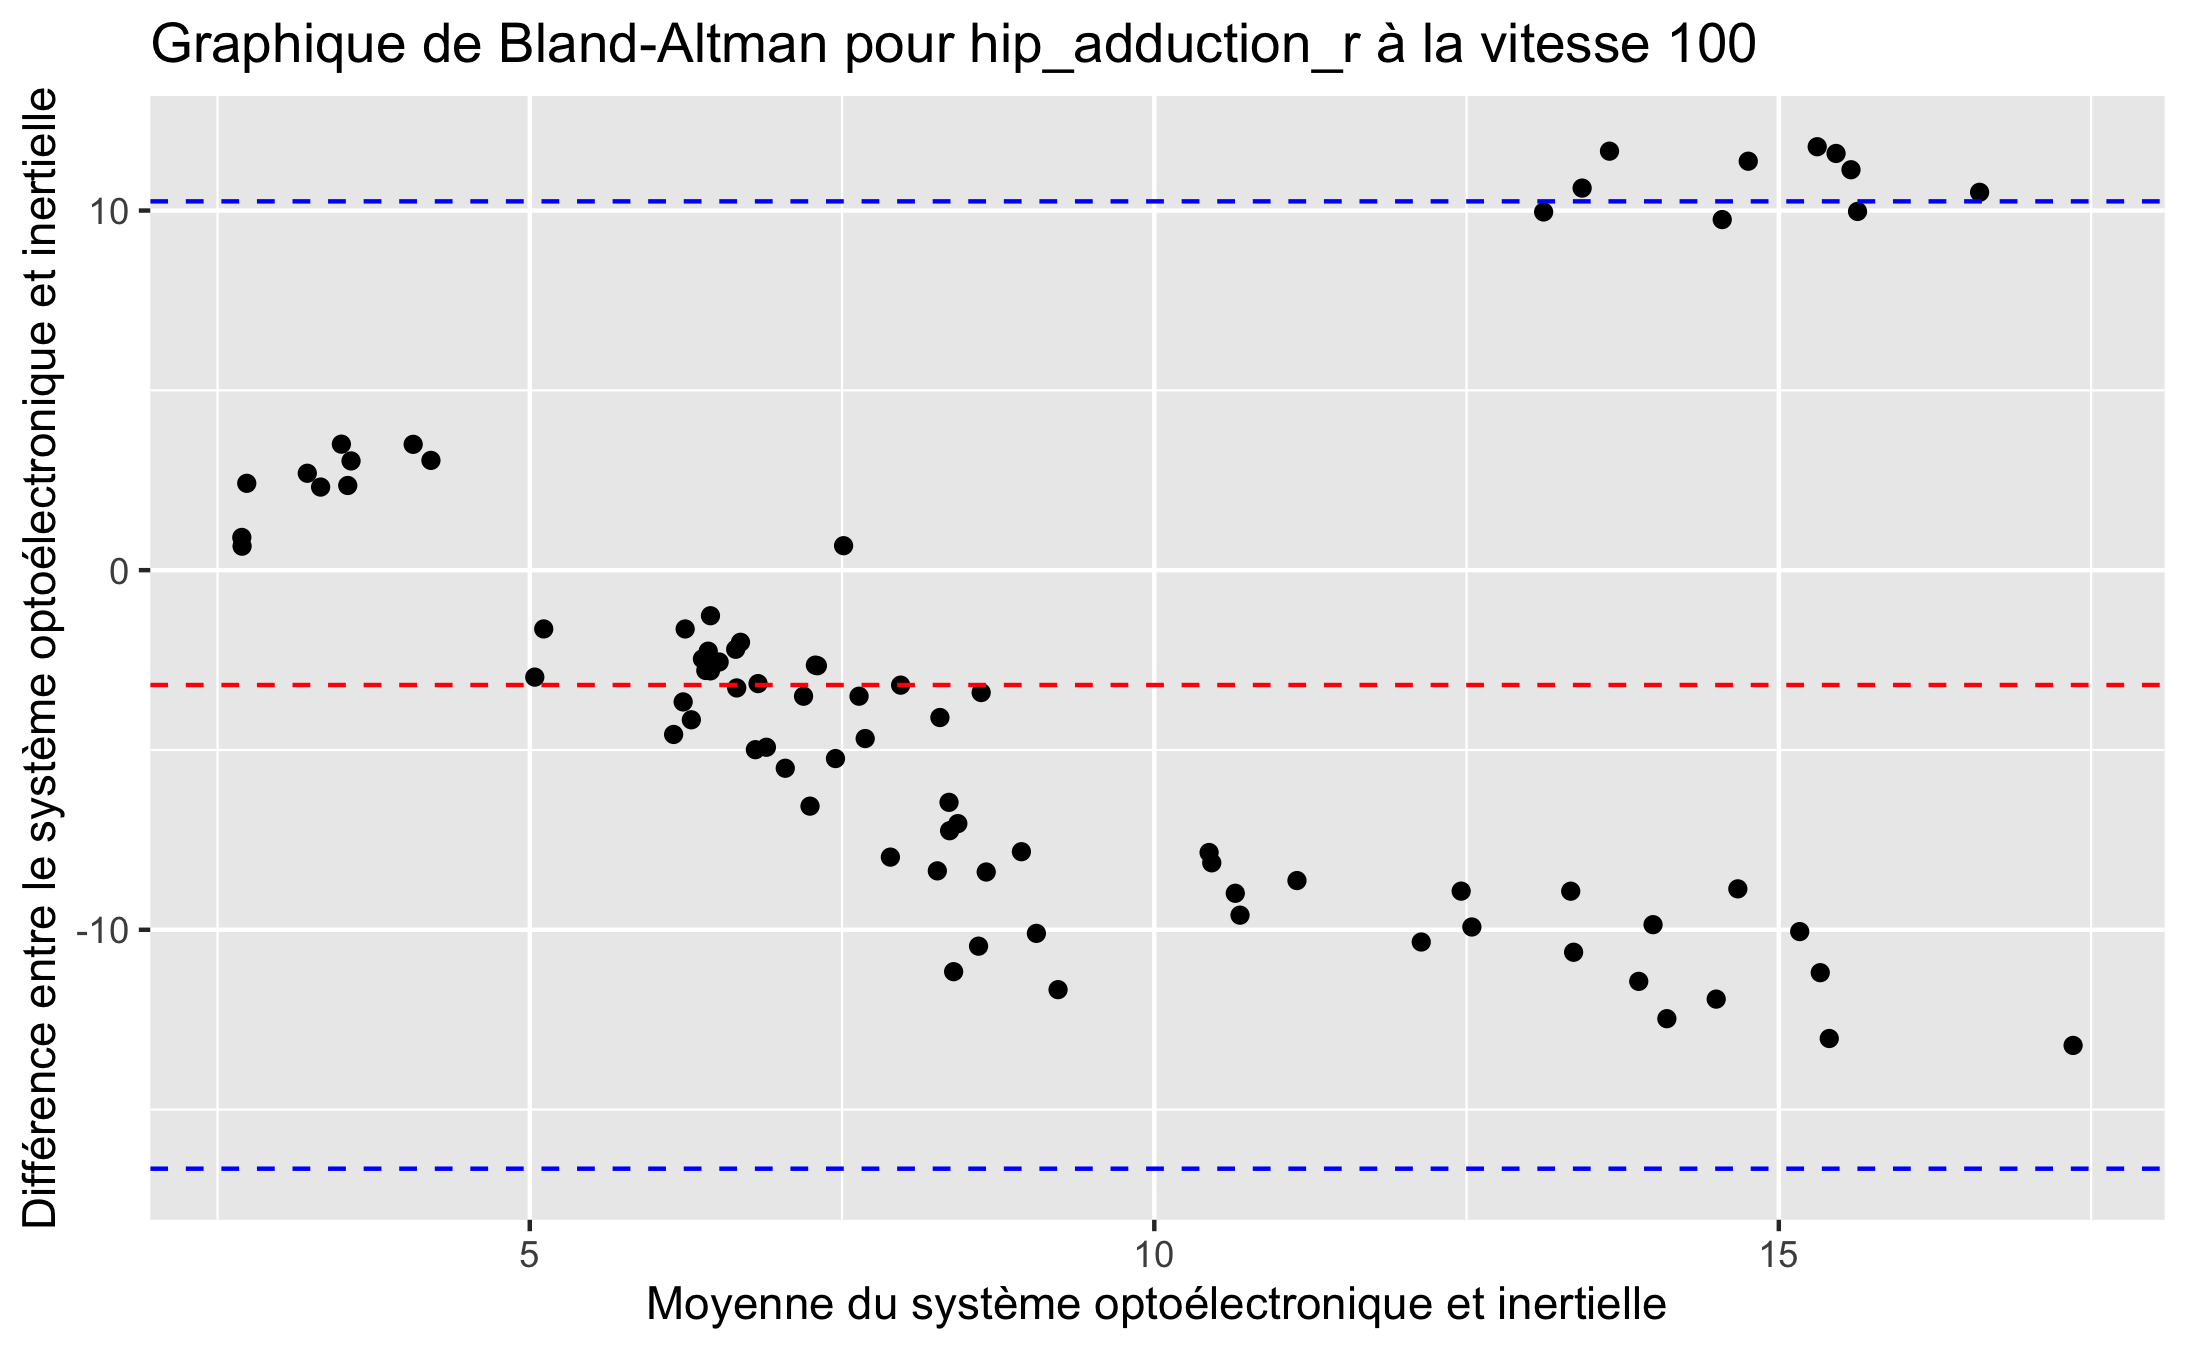 Graphique de Bland-Altman pour hip_adduction_r à la vitesse 100
Différence entre le système optoélectronique et inertielle
10
0
-10
5
10
15
Moyenne du système optoélectronique et inertielle